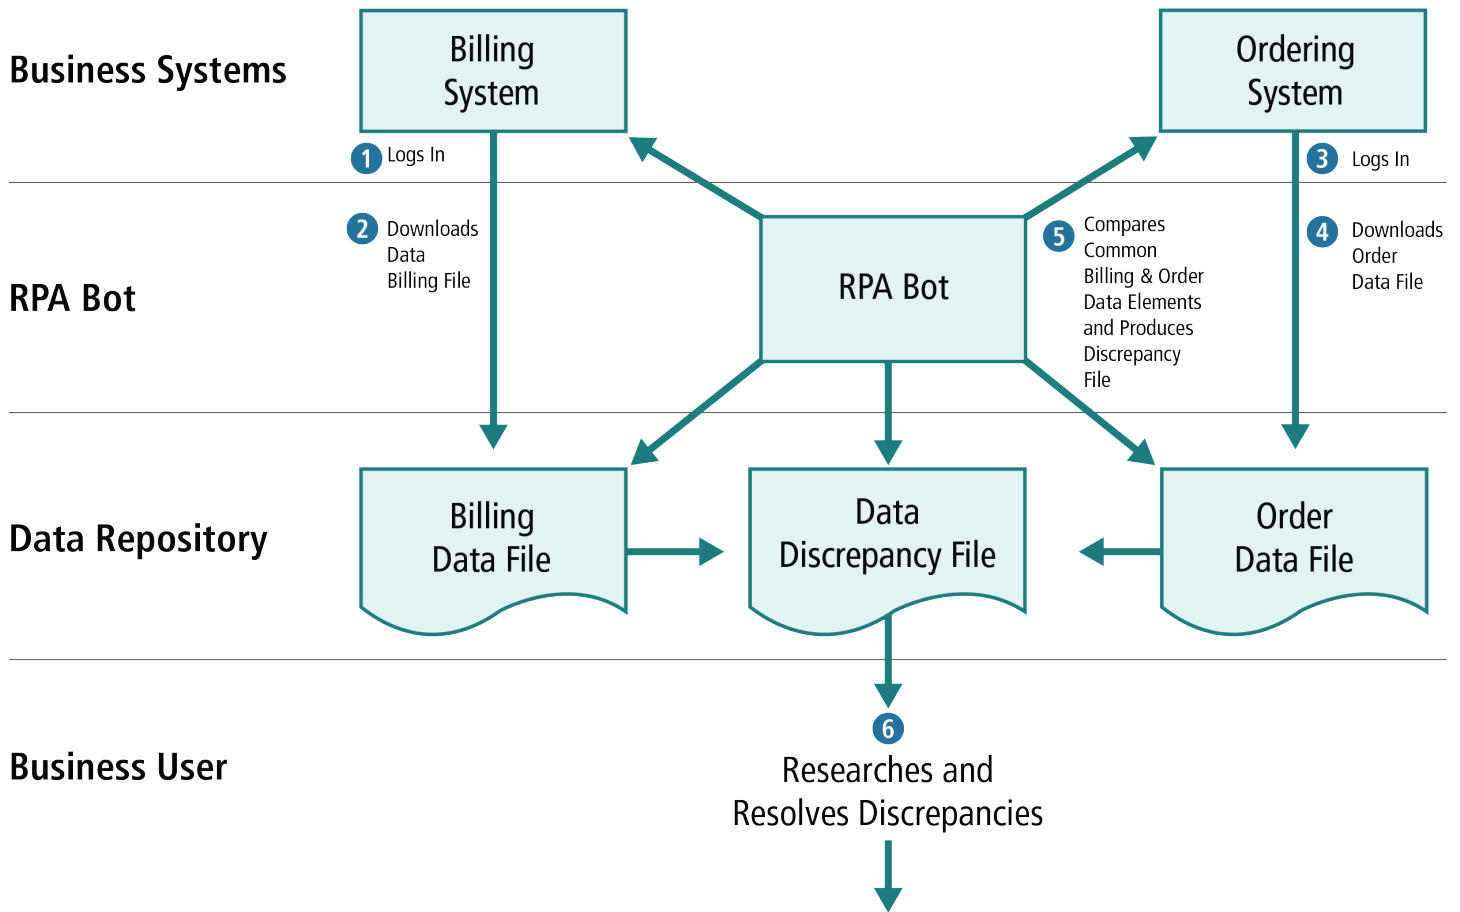 Business Systems
Billing
System
Ordering
System
1 Logs In
3 Logs In
RPA Bot
2 Downloads
Data
Billing File
RPA Bot
5 Compares
Common
Billing & Order
Data Elements
and Produces
Discrepancy
File
4 Downloads
Order
Data File
Data Repository
Billing
Data File
Data
Discrepancy File
Order
Data File
Business User
6
Researches and
Resolves Discrepancies